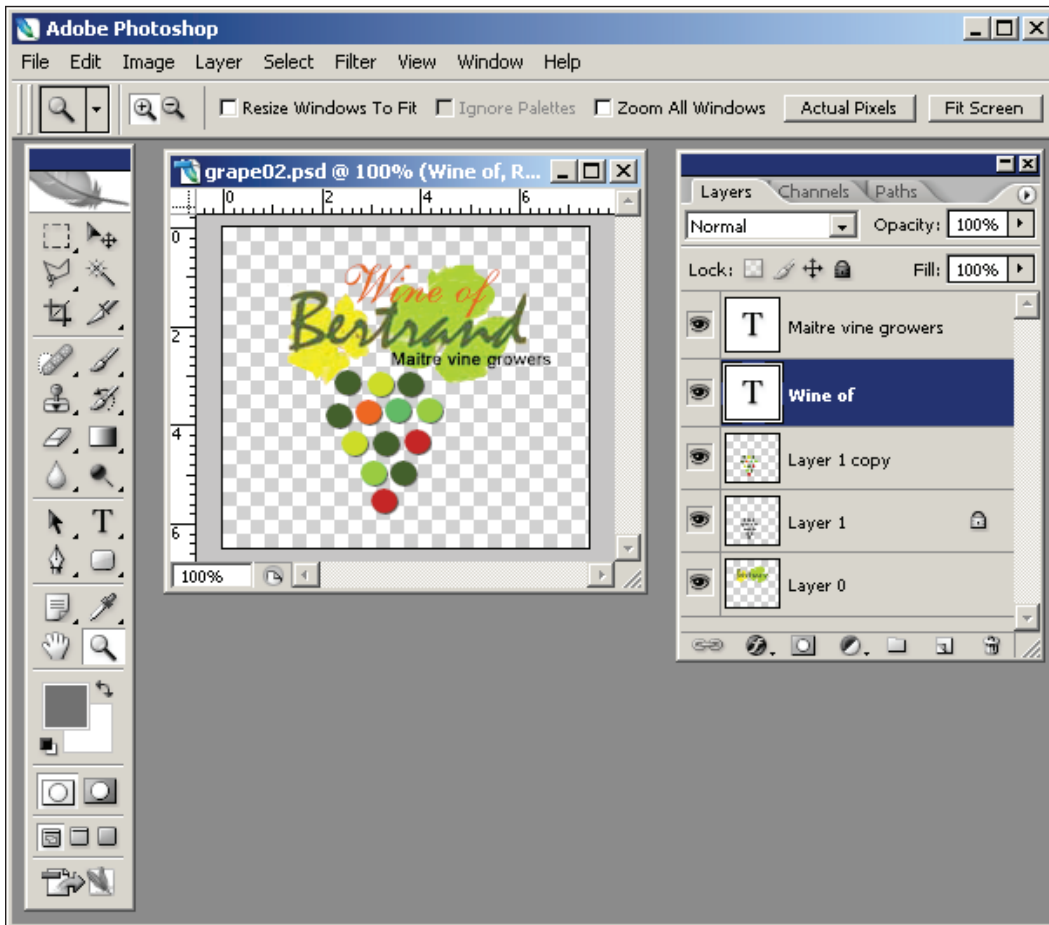 Adobe Photoshop
File Edit Image Layer Select Filter View Window Help
Resize Windows To Fit Ignore Palettes Zoom All Windows Actual Pixels Fit Screen
grape02.psd @ 100% (Wine of, R...
0 2 4 6
0
2
4
6
Wine of
Bertrand
Maitre vine growers
100%
Layers Channels Paths
Normal Opacity: 100%
Lock: Fill: 100%
T Maitre vine growers
T Wine of
Layer 1 copy
Layer 1
Bertrand Layer 0
T